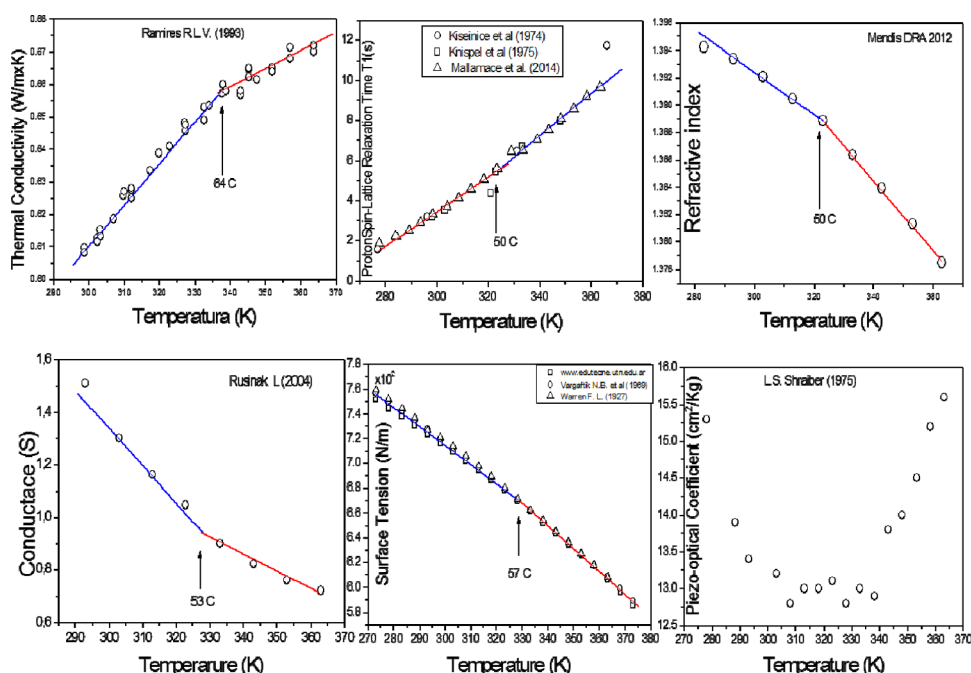 Ramires R.L.V. (1993)
Thermal Conductivity (W/mxK)
0.68
0.67
0.66
0.65
0.64
0.63
0.62
0.61
0.60
64 C
280 290 300 310 320 330 340 350 360 370
Temperatura (K)
Kiseinice et al (1974)
Knispel et al (1975)
Mallamace et al. (2014)
ProtonSpin-Lattice Relaxation Time T1(s)
12
10
8
6
4
2
0
50 C
280 300 320 340 360 380
Temperature (K)
Mendis DRA 2012
Refractive index
1.396
1.394
1.392
1.390
1.388
1.386
1.384
1.382
1.380
1.378
50 C
280 300 320 340 360
Temperature (K)
Rusinak L (2004)
Conductace (S)
1,6
1,4
1,2
1,0
0,8
0,6
53 C
290 300 310 320 330 340 350 360 370
Temperarure (K)
www.edutecne.utn.edu.ar
Vargaftik N.B. et al (1969)
Warren F. L. (1927)
Surface Tension (N/m)
7.6
7.4
7.2
7.0
6.8
6.6
6.4
6.2
6.0
5.8
57 C
270 280 290 300 310 320 330 340 350 360 370 380
Temperature (K)
L.S. Shraiber (1975)
Piezo-optical Coefficient (cm²/Kg)
16.0
15.5
15.0
14.5
14.0
13.5
13.0
12.5
270 280 290 300 310 320 330 340 350 360 370
Temperature (K)